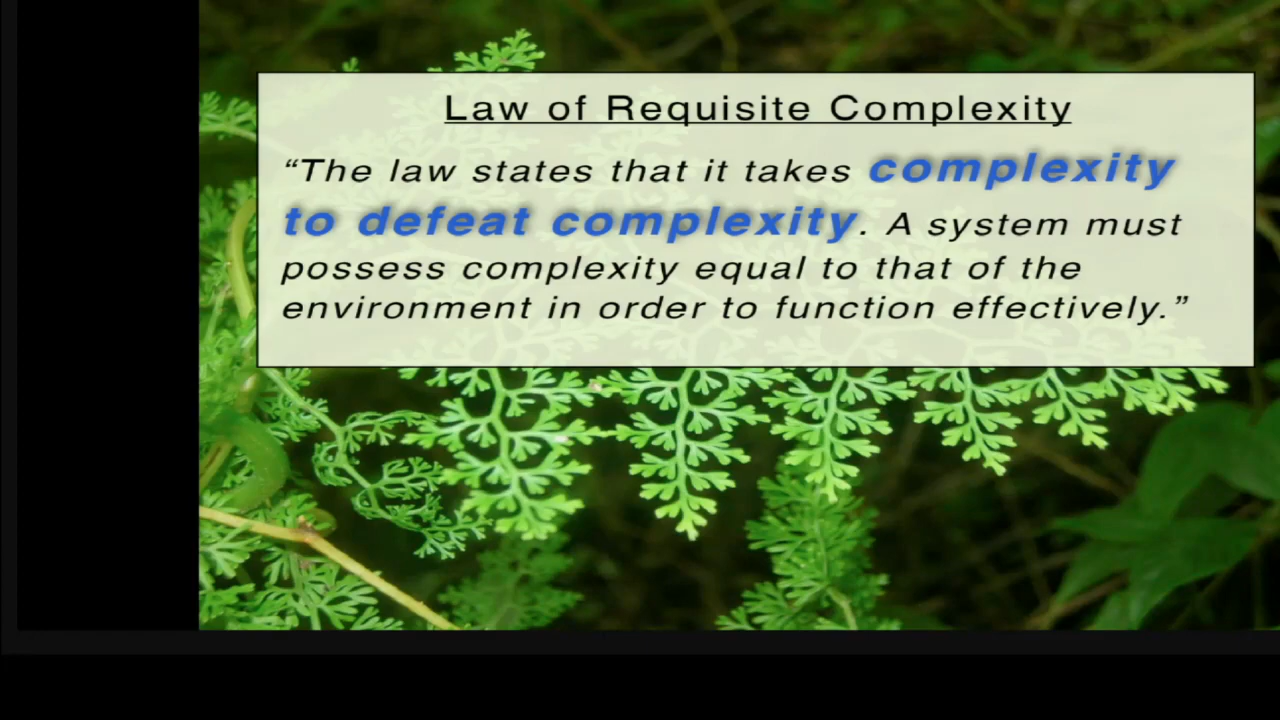 Law of Requisite Complexity
“The law states that it takes complexity
to defeat complexity. A system must
possess complexity equal to that of the
environment in order to function effectively.”